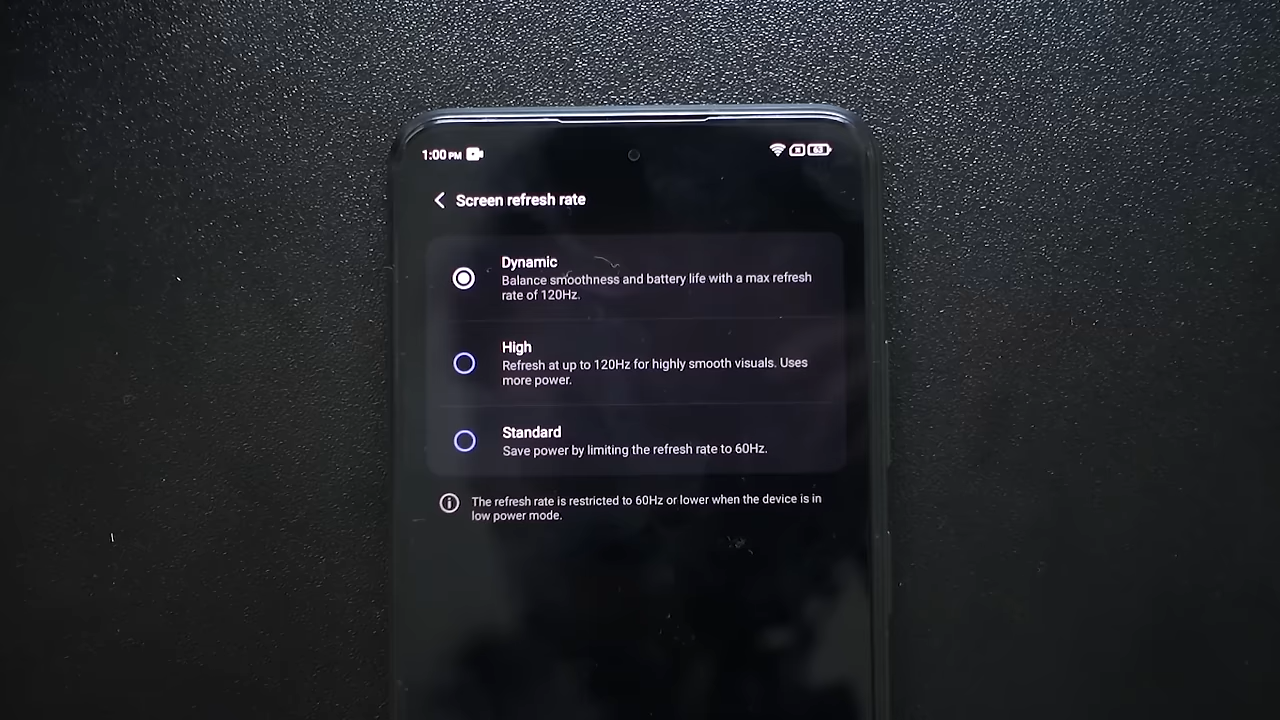 1:00 PM
Screen refresh rate
Dynamic
Balance smoothness and battery life with a max refresh
rate of 120Hz.
High
Refresh at up to 120Hz for highly smooth visuals. Uses
more power.
Standard
Save power by limiting the refresh rate to 60Hz.
The refresh rate is restricted to 60Hz or lower when the device is in
low power mode.